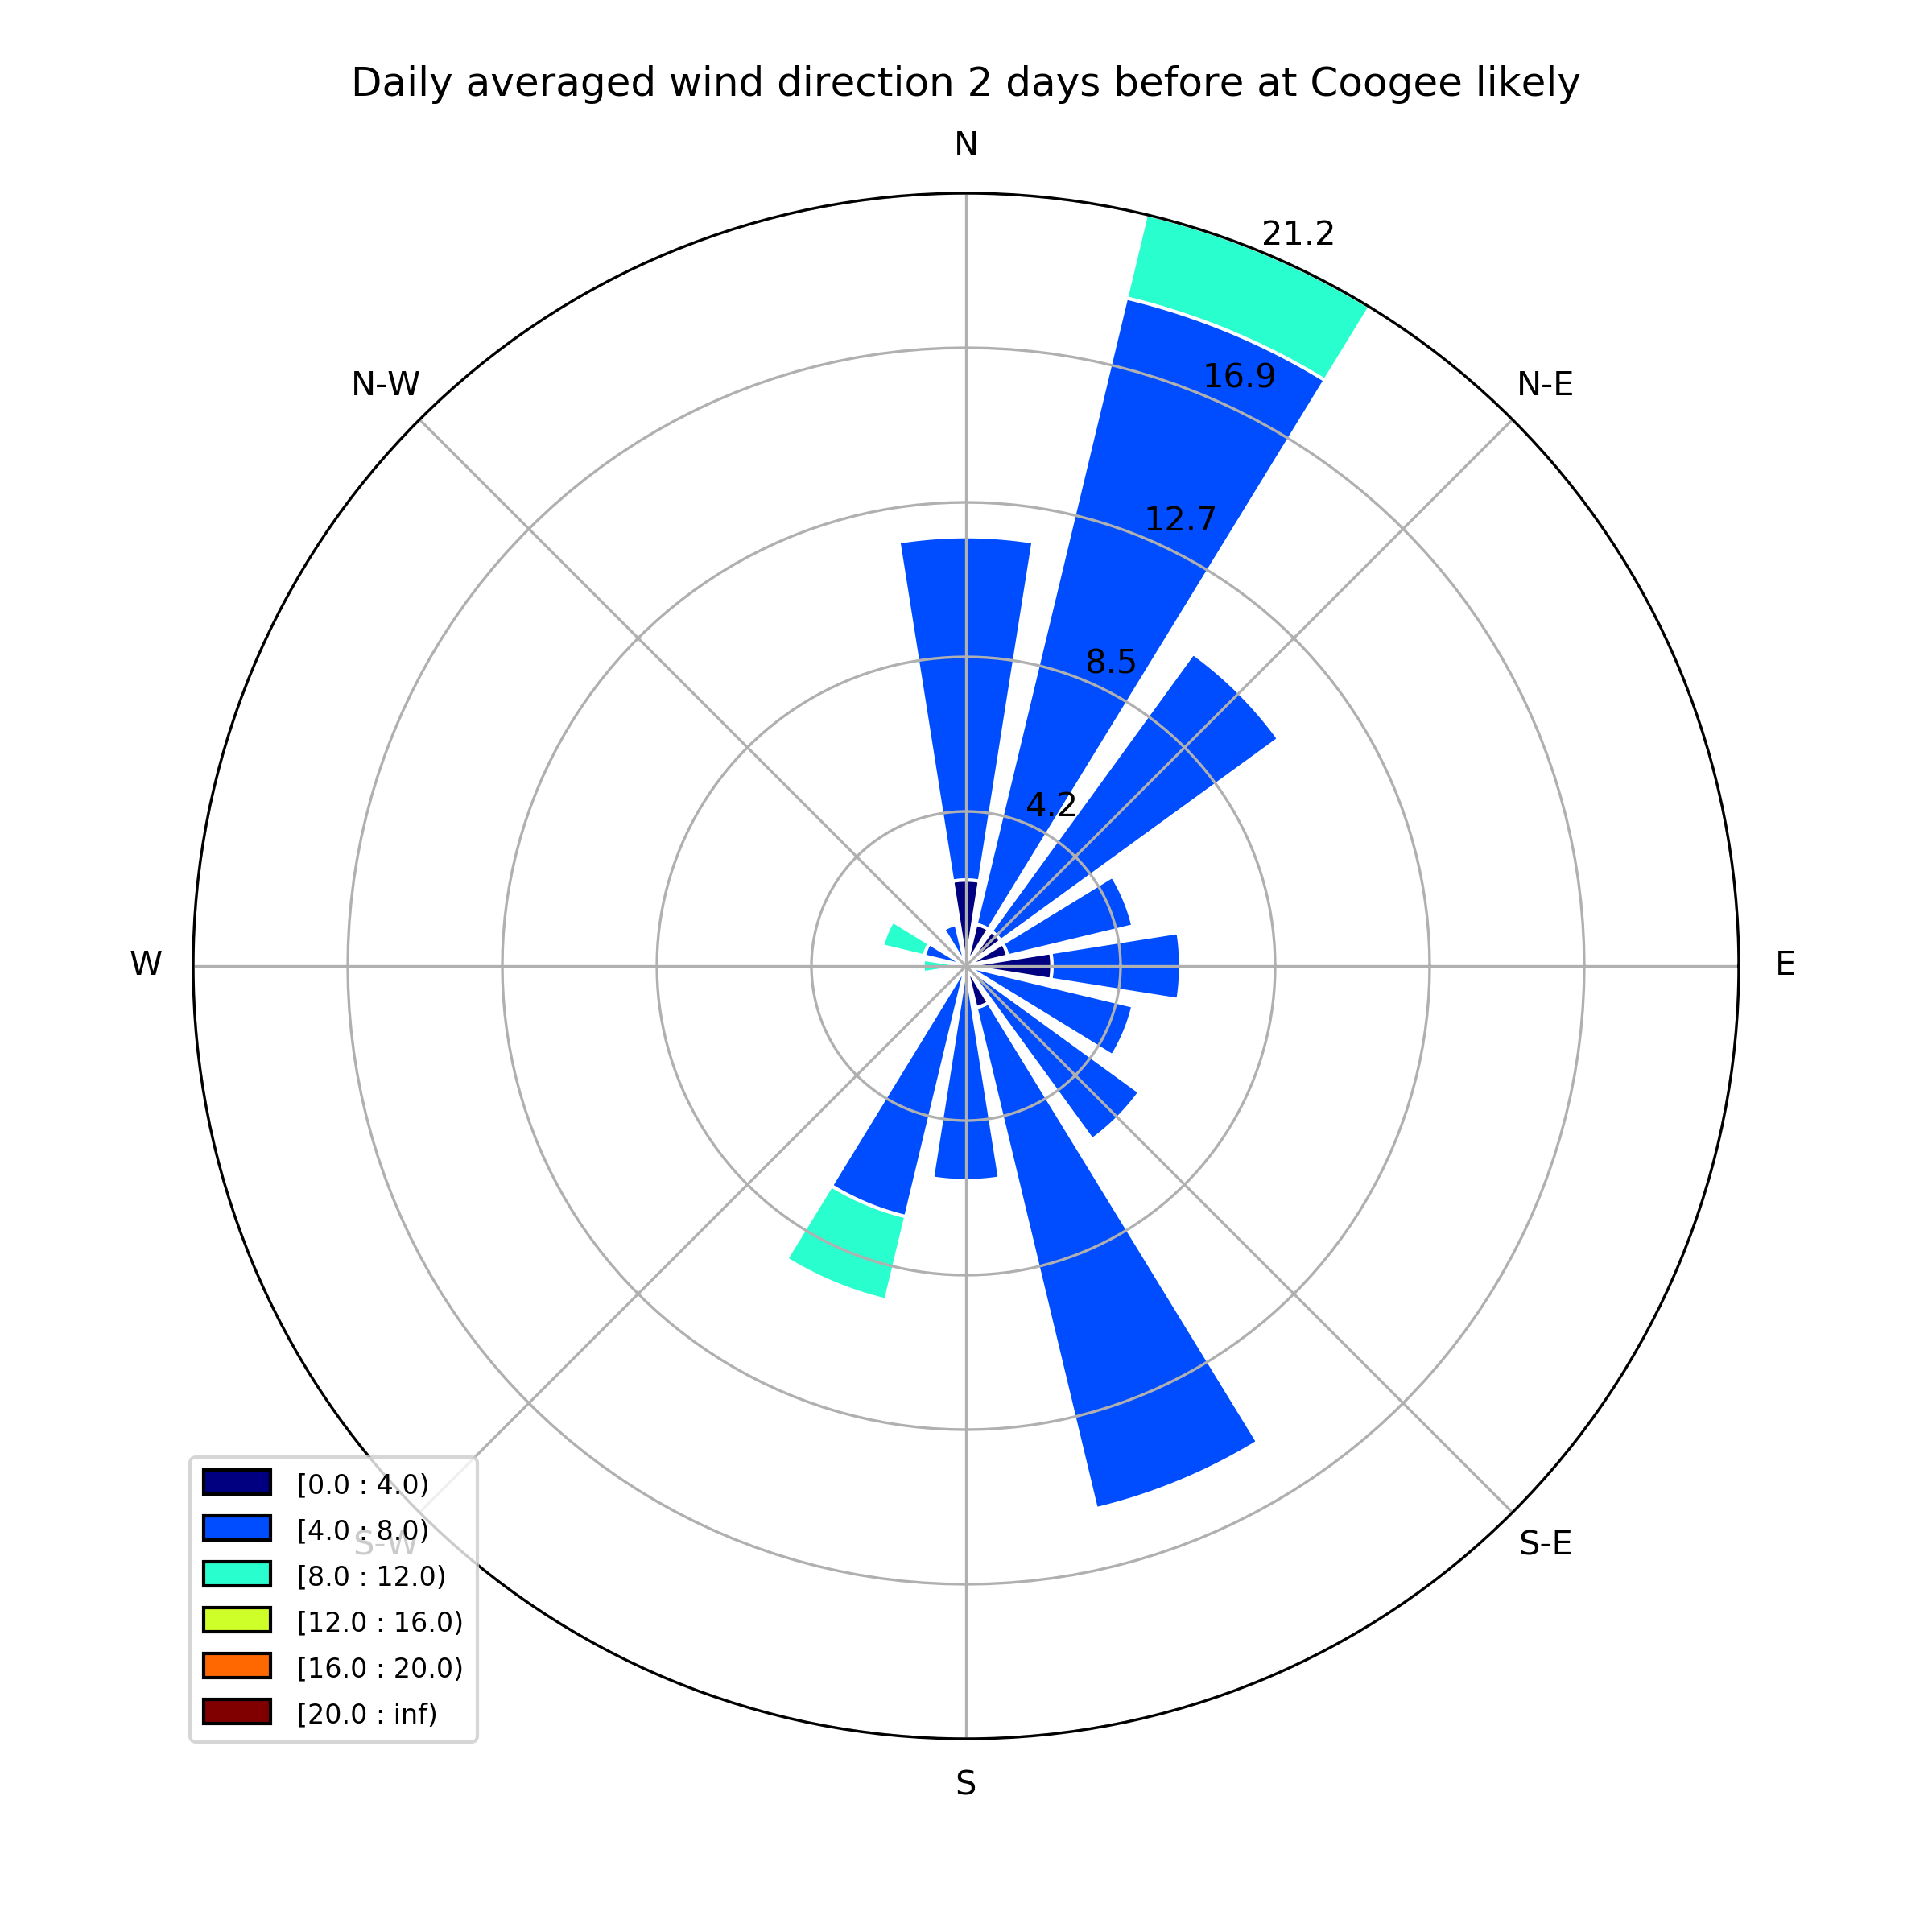 Daily averaged wind direction 2 days before at Coogee likely
N
21.2
N-W
16.9
N-E
12.7
8.5
4.2
W
E
[0.0 : 4.0)
[4.0 : 8.0)
S-W
S-E
[8.0 : 12.0)
[12.0 : 16.0)
[16.0 : 20.0)
[20.0 : inf)
S